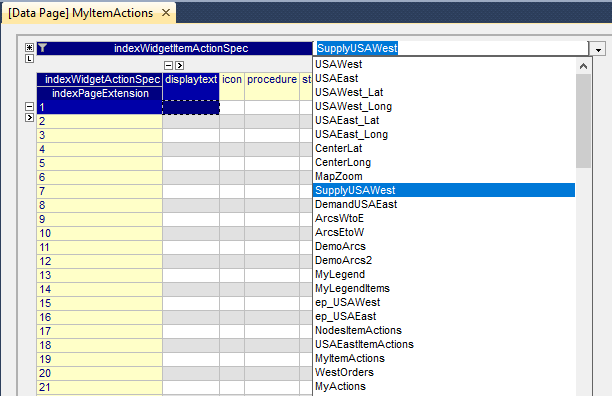 [Data Page] MyItemActions
indexWidgetItemActionSpec SupplyUSAWest
indexWidgetActionSpec displaytext icon procedure st
indexPageExtension
1
2
3
4
5
6
7
8
9
10
11
12
13
14
15
16
17
18
19
20
21
USAWest
USAEast
USAWest_Lat
USAWest_Long
USAEast_Lat
USAEast_Long
CenterLat
CenterLong
MapZoom
SupplyUSAWest
DemandUSAEast
ArcsWtoE
ArcsEtoW
DemoArcs
DemoArcs2
MyLegend
MyLegendItems
ep_USAWest
ep_USAEast
NodesItemActions
USAEastItemActions
MyItemActions
WestOrders
MyActions